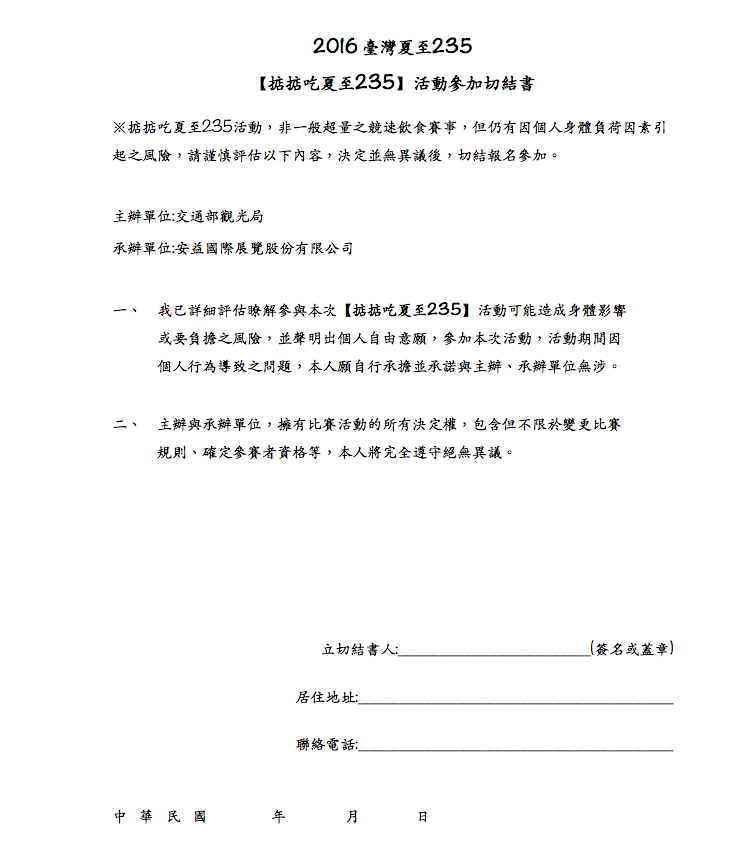 2016 臺灣夏至235
【掂掂吃夏至235】活動參加切結書
※掂掂吃夏至235活動，非一般超量之競速飲食賽事，但仍有因個人身體負荷因素引
起之風險，請謹慎評估以下內容，決定並無異議後，切結報名參加。
主辦單位:交通部觀光局
承辦單位:安益國際展覽股份有限公司
一、 我已詳細評估瞭解參與本次【掂掂吃夏至235】活動可能造成身體影響
或要負擔之風險，並聲明出個人自由意願，參加本次活動，活動期間因
個人行為導致之問題，本人願自行承擔並承諾與主辦、承辦單位無涉。
二、 主辦與承辦單位，擁有比賽活動的所有決定權，包含但不限於變更比賽
規則、確定參賽者資格等，本人將完全遵守絕無異議。
立切結書人:__________________________(簽名或蓋章)
居住地址:__________________________________________
聯絡電話:__________________________________________
中 華 民 國 年 月 日